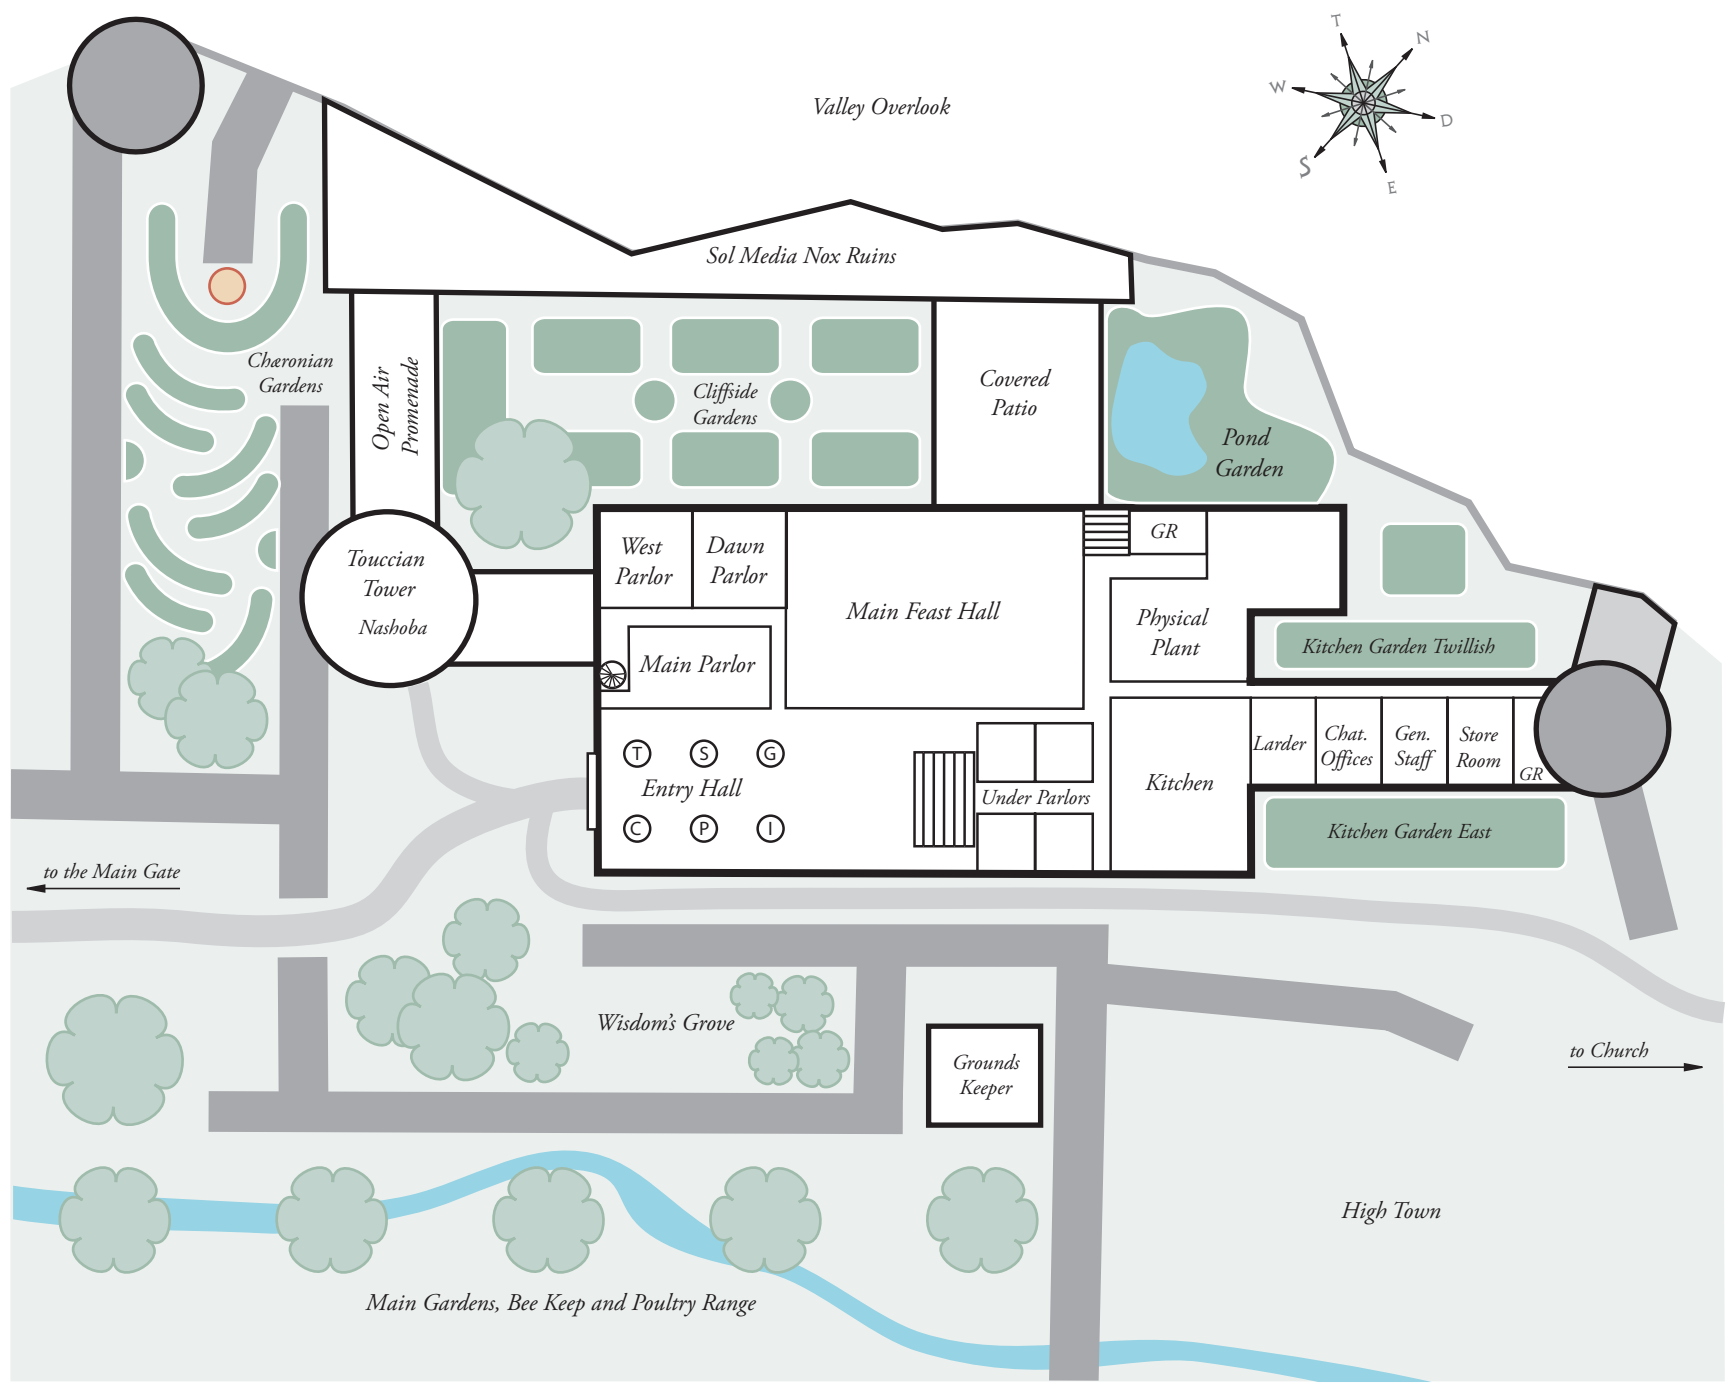 T
N
W
D
S
E
Valley Overlook
Sol Media Nox Ruins
Chæronian
Gardens
Open Air
Promenade
Cliffside
Gardens
Covered
Patio
Pond
Garden
Touccian
Tower
Nashoba
West
Parlor
Dawn
Parlor
Main Feast Hall
GR
Physical
Plant
Main Parlor
Kitchen Garden Twillish
T
S
G
Entry Hall
C
P
I
Under Parlors
Kitchen
Larder
Chat.
Offices
Gen.
Staff
Store
Room
GR
Kitchen Garden East
to the Main Gate
Wisdom's Grove
Grounds
Keeper
to Church
High Town
Main Gardens, Bee Keep and Poultry Range